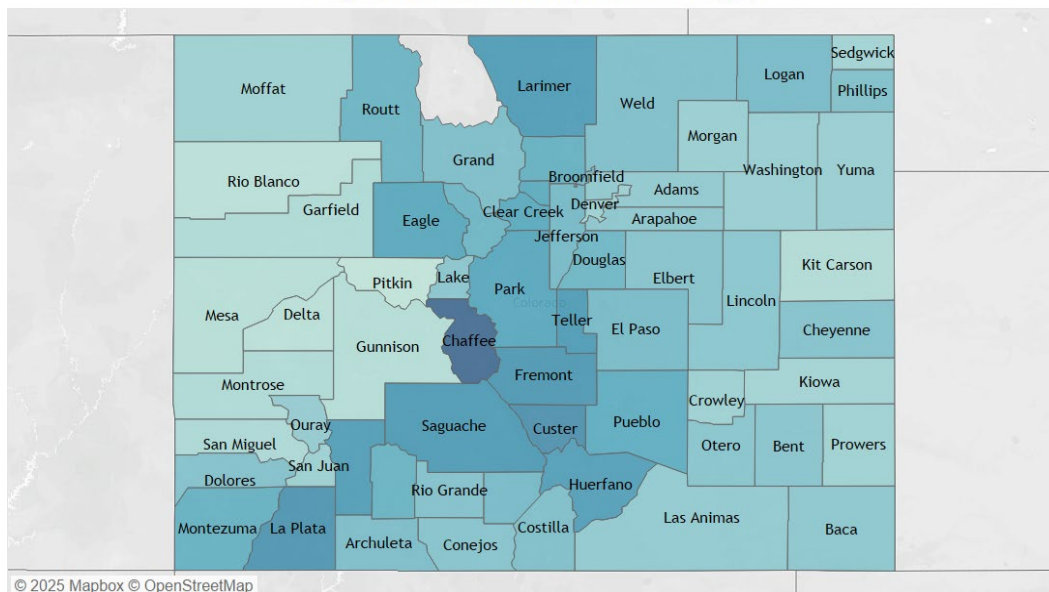 Sedgwick
Logan
Larimer
Moffat
Phillips
Weld
Routt
Morgan
Grand
Washington
Yuma
Broomfield
Rio Blanco
Adams
Denver
Garfield
Clear Creek
Eagle
Arapahoe
Jefferson
Douglas
Kit Carson
Elbert
Lake
Pitkin
Park
Lincoln
Colorado
Delta
Mesa
Teller
El Paso
Cheyenne
Chaffee
Gunnison
Fremont
Kiowa
Montrose
Crowley
Pueblo
Ouray
Saguache
Custer
San Miguel
Otero
Bent
Prowers
San Juan
Dolores
Huerfano
Rio Grande
Las Animas
Montezuma
La Plata
Costilla
Baca
Archuleta
Conejos
© 2025 Mapbox © OpenStreetMap